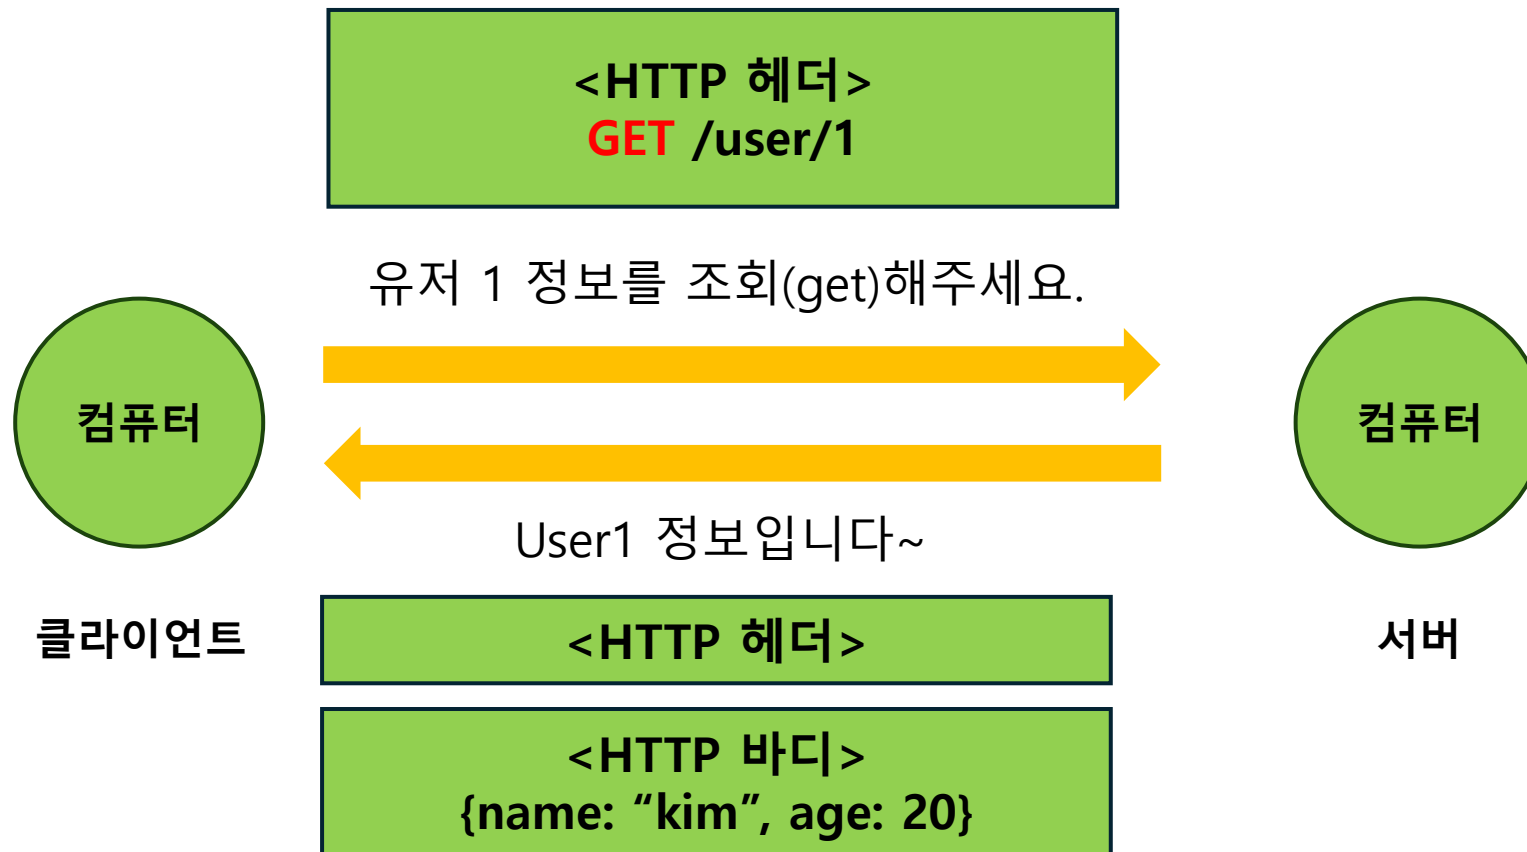 <HTTP 헤더>
GET /user/1
유저 1 정보를 조회(get)해주세요.
컴퓨터
컴퓨터
User1 정보입니다~
클라이언트
<HTTP 헤더>
서버
<HTTP 바디>
{name: “kim”, age: 20}